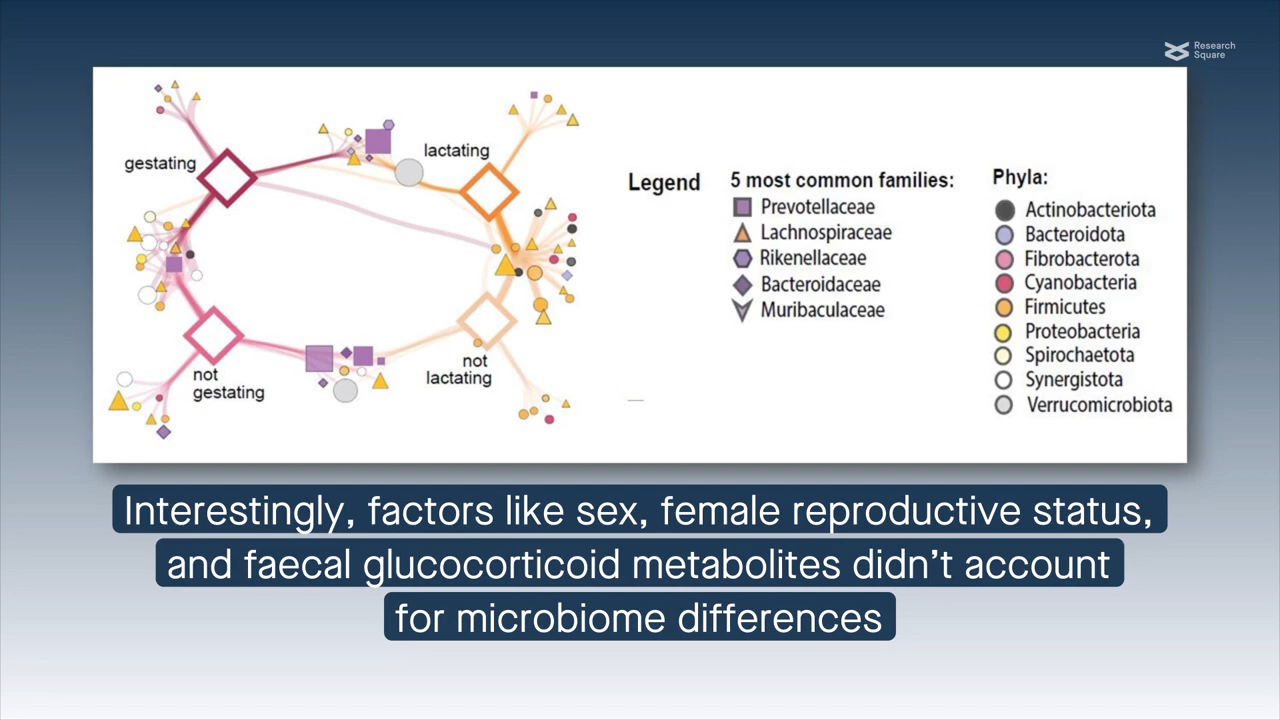 Research
Square
gestating
lactating
not
gestating
not
lactating
Legend
5 most common families:
Prevotellaceae
Lachnospiraceae
Rikenellaceae
Bacteroidaceae
Muribaculaceae
Phyla:
Actinobacteriota
Bacteroidota
Fibrobacterota
Cyanobacteria
Firmicutes
Proteobacteria
Spirochaetota
Synergistota
Verrucomicrobiota
Interestingly, factors like sex, female reproductive status,
and faecal glucocorticoid metabolites didn’t account
for microbiome differences